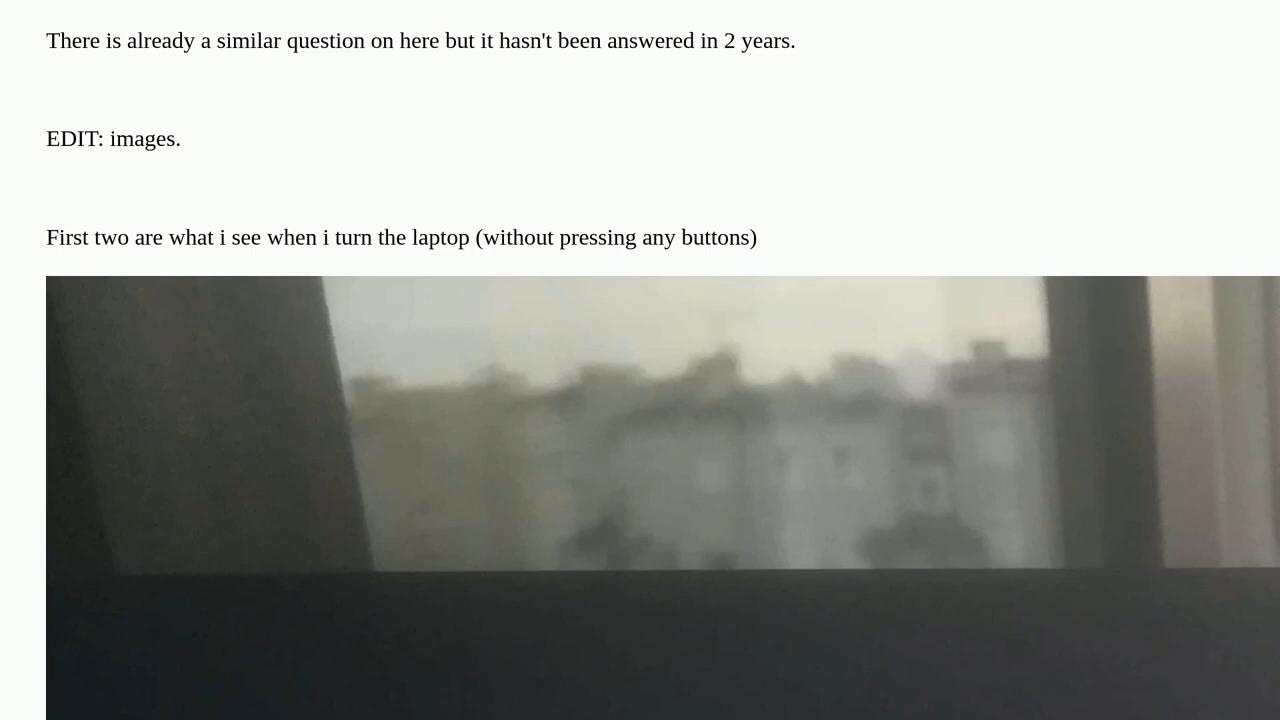 There is already a similar question on here but it hasn't been answered in 2 years.
EDIT: images.
First two are what i see when i turn the laptop (without pressing any buttons)